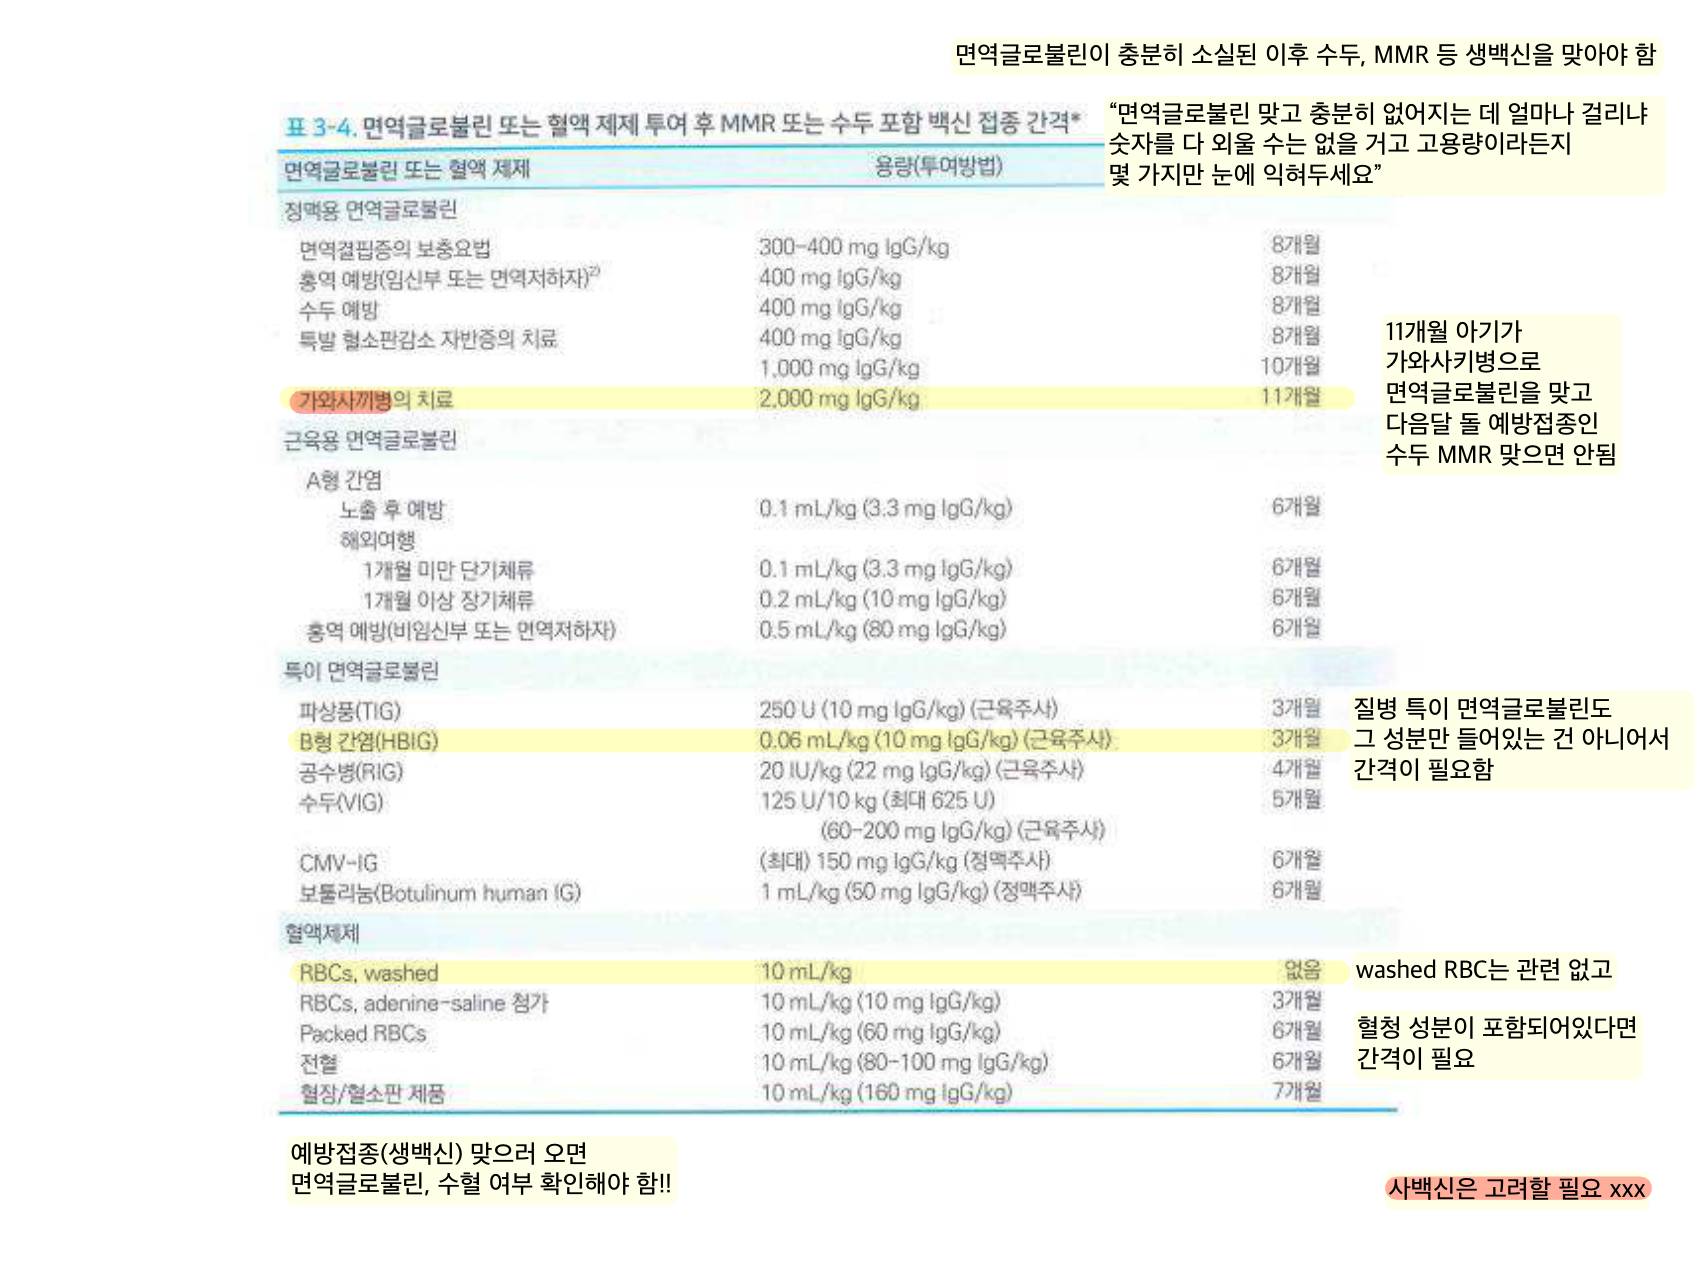 면역글로불린이 충분히 소실된 이후 수두, MMR 등 생백신을 맞아야 함
“면역글로불린 맞고 충분히 없어지는 데 얼마나 걸리냐
숫자를 다 외울 수는 없을 거고 고용량이라든지
몇 가지만 눈에 익혀두세요”
표 3-4. 면역글로불린 또는 혈액 제제 투여 후 MMR 또는 수두 포함 백신 접종 간격*
면역글로불린 또는 혈액 제제 용량(투여방법)
정맥용 면역글로불린
면역결핍증의 보충요법 300-400 mg IgG/kg 8개월
홍역 예방(임신부 또는 면역저하자)2) 400 mg IgG/kg 8개월
수두 예방 400 mg IgG/kg 8개월
특발 혈소판감소 자반증의 치료 400 mg IgG/kg 8개월
1,000 mg IgG/kg 10개월
가와사끼병의 치료 2,000 mg IgG/kg 11개월
11개월 아기가
가와사키병으로
면역글로불린을 맞고
다음달 돌 예방접종인
수두 MMR 맞으면 안됨
근육용 면역글로불린
A형 간염
노출 후 예방 0.1 mL/kg (3.3 mg IgG/kg) 6개월
해외여행
1개월 미만 단기체류 0.1 mL/kg (3.3 mg IgG/kg) 6개월
1개월 이상 장기체류 0.2 mL/kg (10 mg IgG/kg) 6개월
홍역 예방(비임신부 또는 면역저하자) 0.5 mL/kg (80 mg IgG/kg) 6개월
특이 면역글로불린
파상풍(TIG) 250 U (10 mg IgG/kg) (근육주사) 3개월
B형 간염(HBIG) 0.06 mL/kg (10 mg IgG/kg) (근육주사) 3개월
공수병(RIG) 20 IU/kg (22 mg IgG/kg) (근육주사) 4개월
수두(VIG) 125 U/10 kg (최대 625 U) 5개월
(60-200 mg IgG/kg) (근육주사)
CMV-IG (최대) 150 mg IgG/kg (정맥주사) 6개월
보툴리눔(Botulinum human IG) 1 mL/kg (50 mg IgG/kg) (정맥주사) 6개월
질병 특이 면역글로불린도
그 성분만 들어있는 건 아니어서
간격이 필요함
혈액제제
RBCs, washed 10 mL/kg 없음
RBCs, adenine-saline 첨가 10 mL/kg (10 mg IgG/kg) 3개월
Packed RBCs 10 mL/kg (60 mg IgG/kg) 6개월
전혈 10 mL/kg (80-100 mg IgG/kg) 6개월
혈장/혈소판 제품 10 mL/kg (160 mg IgG/kg) 7개월
washed RBC는 관련 없고
혈청 성분이 포함되어있다면
간격이 필요
예방접종(생백신) 맞으러 오면
면역글로불린, 수혈 여부 확인해야 함!!
사백신은 고려할 필요 xxx